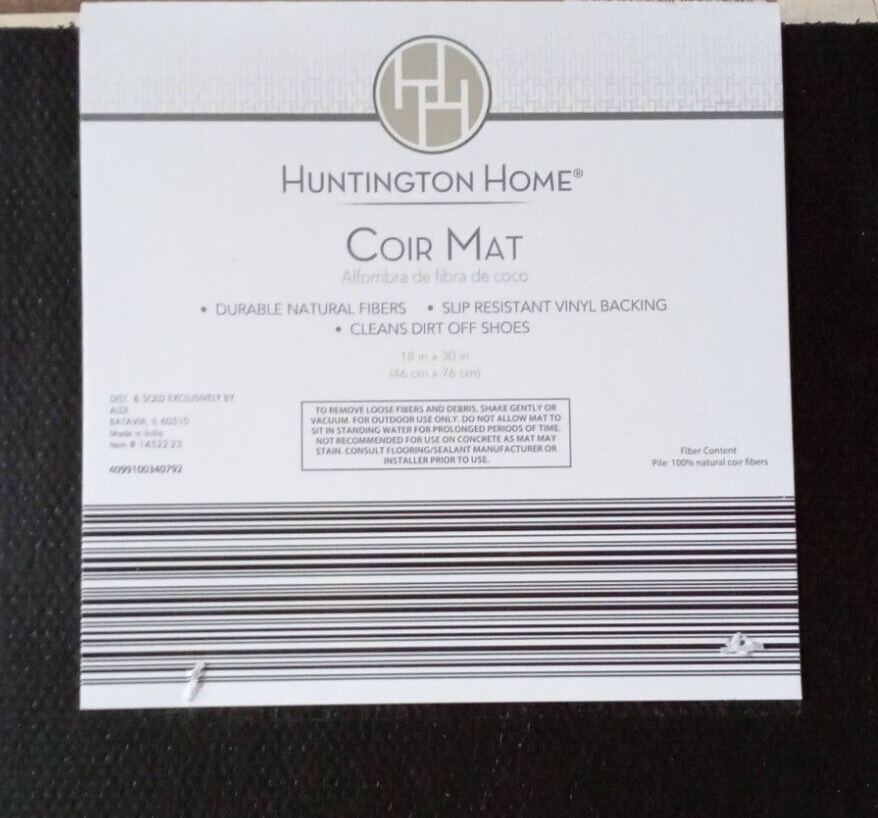 HUNTINGTON HOME®
COIR MAT
Alfombra de fibra de coco
• DURABLE NATURAL FIBERS • SLIP RESISTANT VINYL BACKING
• CLEANS DIRT OFF SHOES
18 in x 30 in
(46 cm x 76 cm)
DIST. & SOLD EXCLUSIVELY BY
ALDI
BATAVIA, IL 60510
Made in India
Item # 14522 23
4099100340792
TO REMOVE LOOSE FIBERS AND DEBRIS, SHAKE GENTLY OR
VACUUM. FOR OUTDOOR USE ONLY. DO NOT ALLOW MAT TO
SIT IN STANDING WATER FOR PROLONGED PERIODS OF TIME.
NOT RECOMMENDED FOR USE ON CONCRETE AS MAT MAY
STAIN. CONSULT FLOORING/SEALANT MANUFACTURER OR
INSTALLER PRIOR TO USE.
Fiber Content
Pile: 100% natural coir fibers